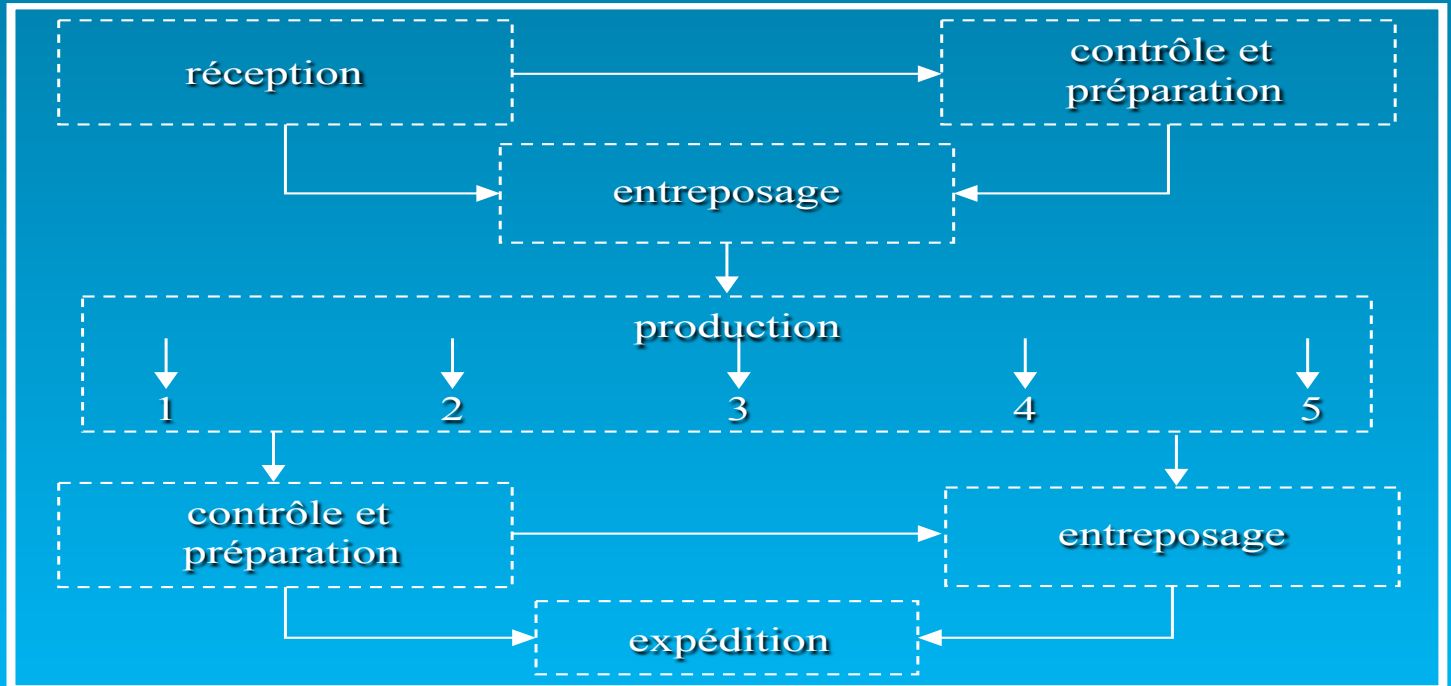 réception
contrôle et
préparation
entreposage
production
1 2 3 4 5
contrôle et
préparation
entreposage
expédition